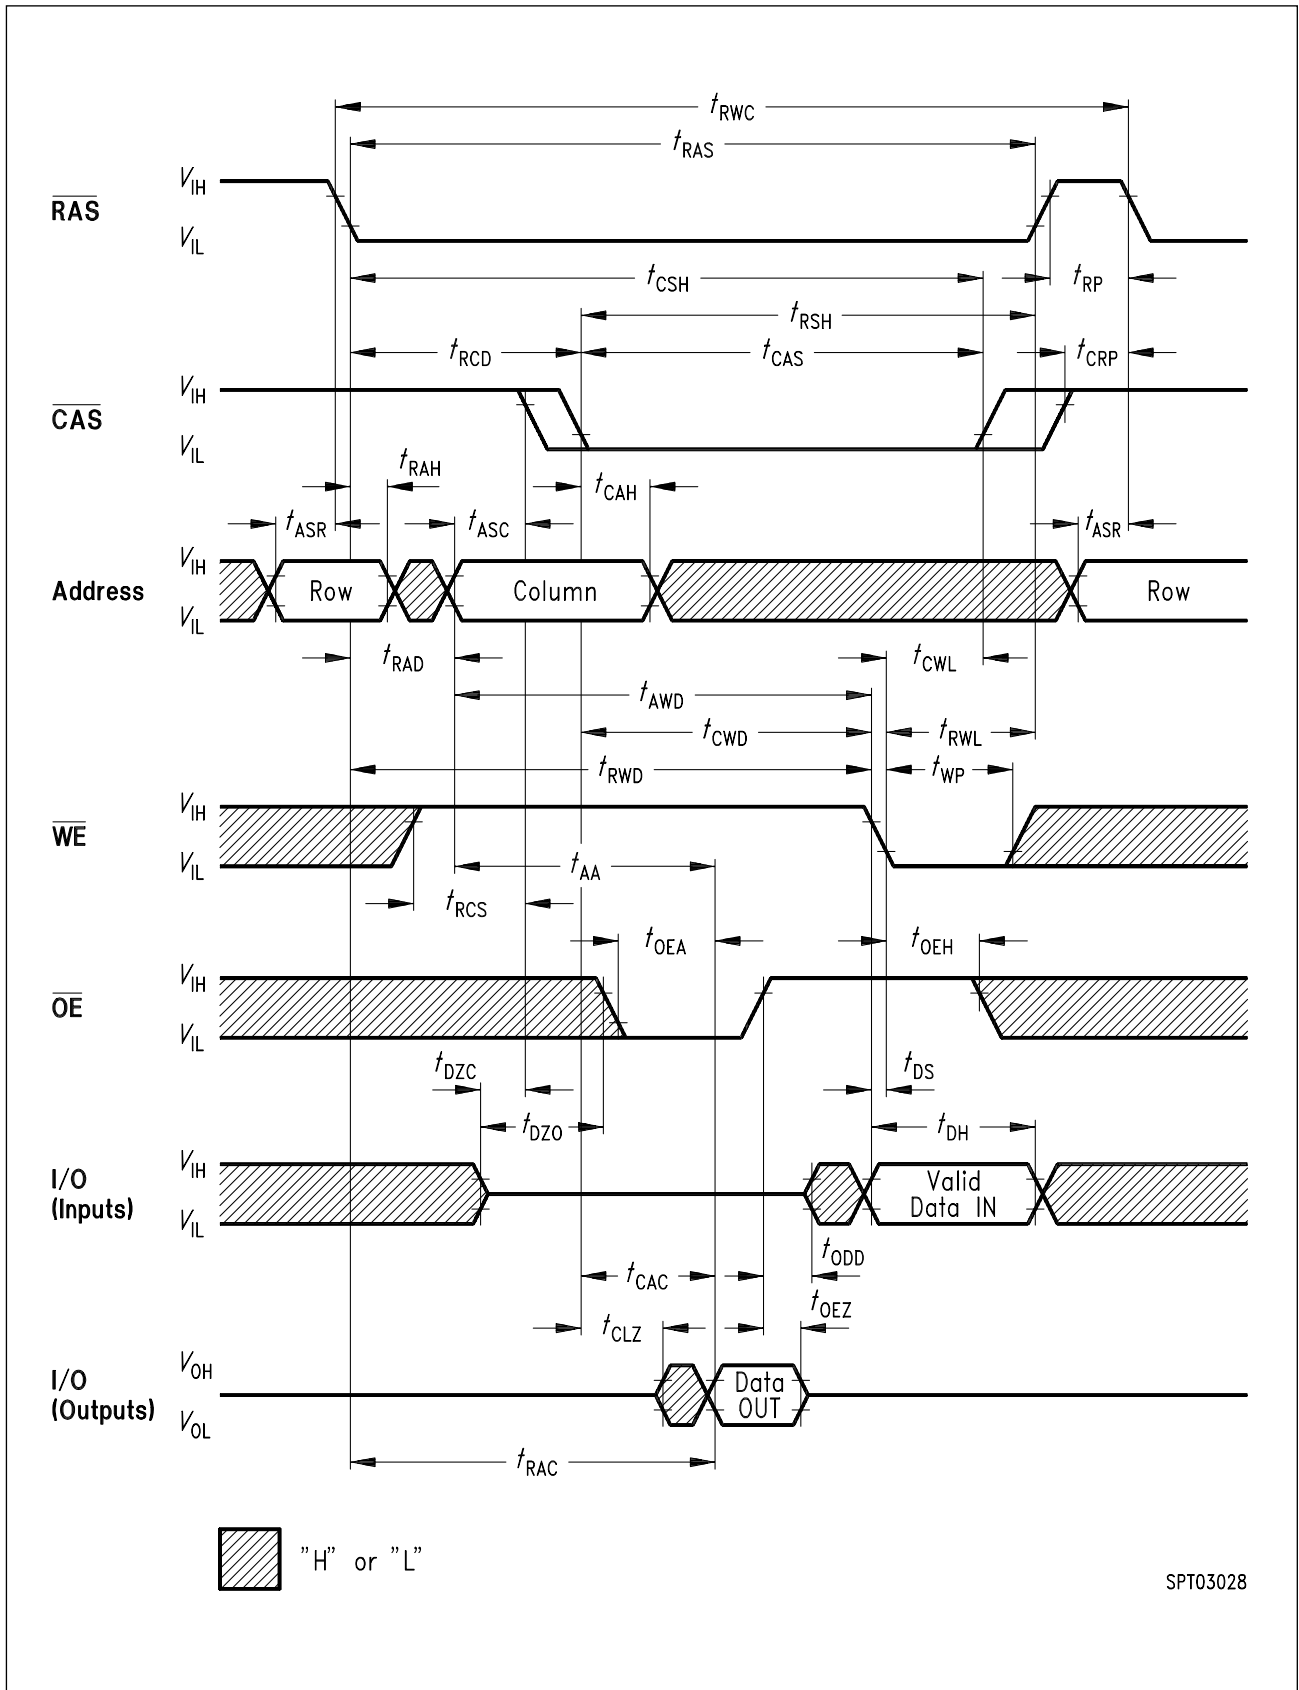 tRWC
tRAS
VIH
RAS
VIL
tCSH
tRP
tRSH
tRCD
tCAS
tCRP
VIH
CAS
VIL
tRAH
tCAH
tASR
tASC
tASR
VIH
Address
Row
Column
Row
VIL
tRAD
tCWL
tAWD
tCWD
tRWL
tRWD
tWP
VIH
WE
VIL
tAA
tRCS
tOEA
tOEH
VIH
OE
VIL
tDZC
tDS
tDZO
tDH
VIH
I/O
(Inputs)
VIL
Valid
Data IN
tODD
tCAC
tOEZ
tCLZ
VOH
I/O
(Outputs)
VOL
Data
OUT
tRAC
"H" or "L"
SPT03028